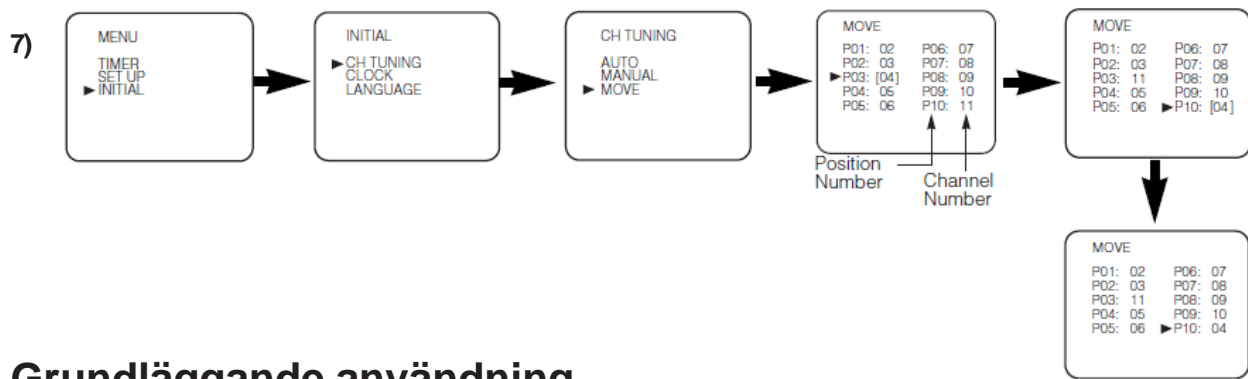 7)
MENU
TIMER
SET UP
►INITIAL
INITIAL
►CH TUNING
CLOCK
LANGUAGE
CH TUNING
AUTO
MANUAL
► MOVE
MOVE
P01: 02 P06: 07
P02: 03 P07: 08
►P03: [04] P08: 09
P04: 05 P09: 10
P05: 06 P10: 11
Position
Number
Channel
Number
MOVE
P01: 02 P06: 07
P02: 03 P07: 08
P03: 11 P08: 09
P04: 05 P09: 10
P05: 06 ►P10: [04]
MOVE
P01: 02 P06: 07
P02: 03 P07: 08
P03: 11 P08: 09
P04: 05 P09: 10
P05: 06 ►P10: 04
Grundläggande användning